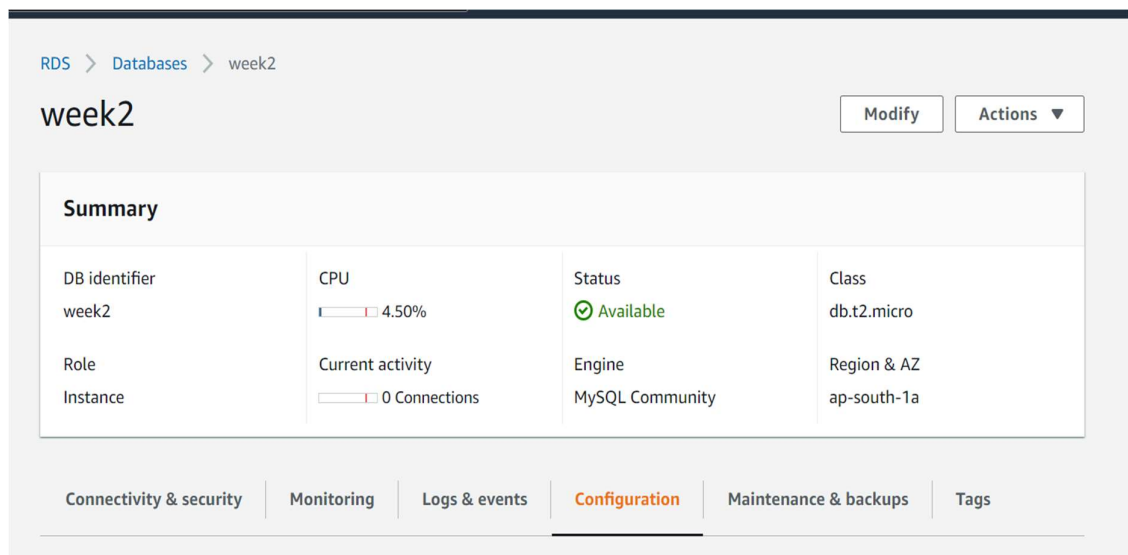 RDS > Databases > week2
week2
Modify
Actions ▼
Summary
DB identifier
CPU
Status
Class
week2
4.50%
Available
db.t2.micro
Role
Current activity
Engine
Region & AZ
Instance
0 Connections
MySQL Community
ap-south-1a
Connectivity & security
Monitoring
Logs & events
Configuration
Maintenance & backups
Tags